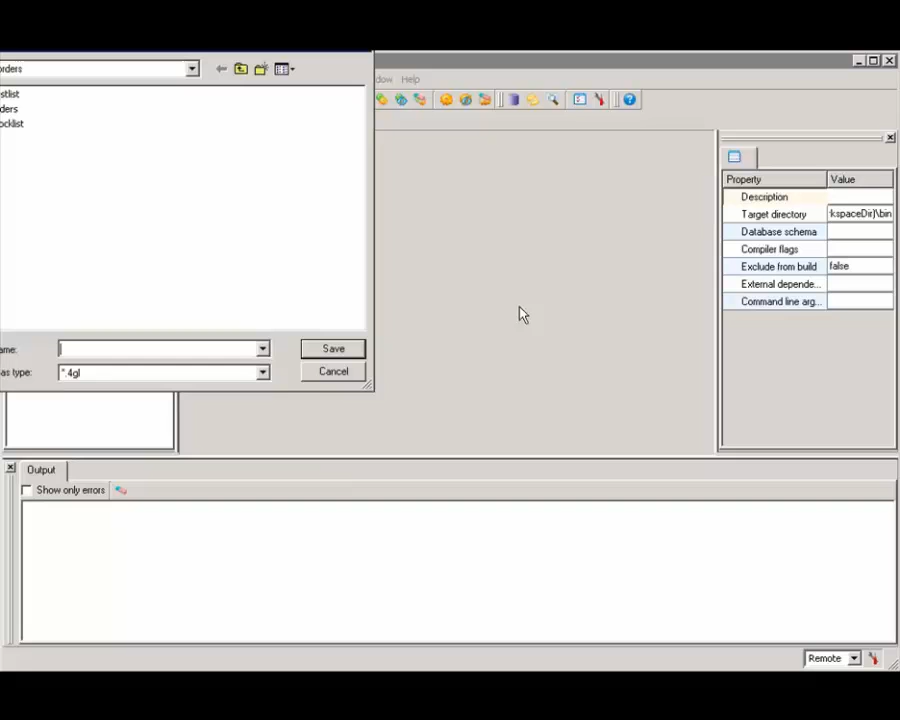 orders
dow Help
stlist
ders
ocklist
Property Value
Description
Target directory kspaceDir)\bin
Database schema
Compiler flags
Exclude from build false
External depende...
Command line arg...
ame:
Save
as type: *.4gl
Cancel
Output
Show only errors
Remote